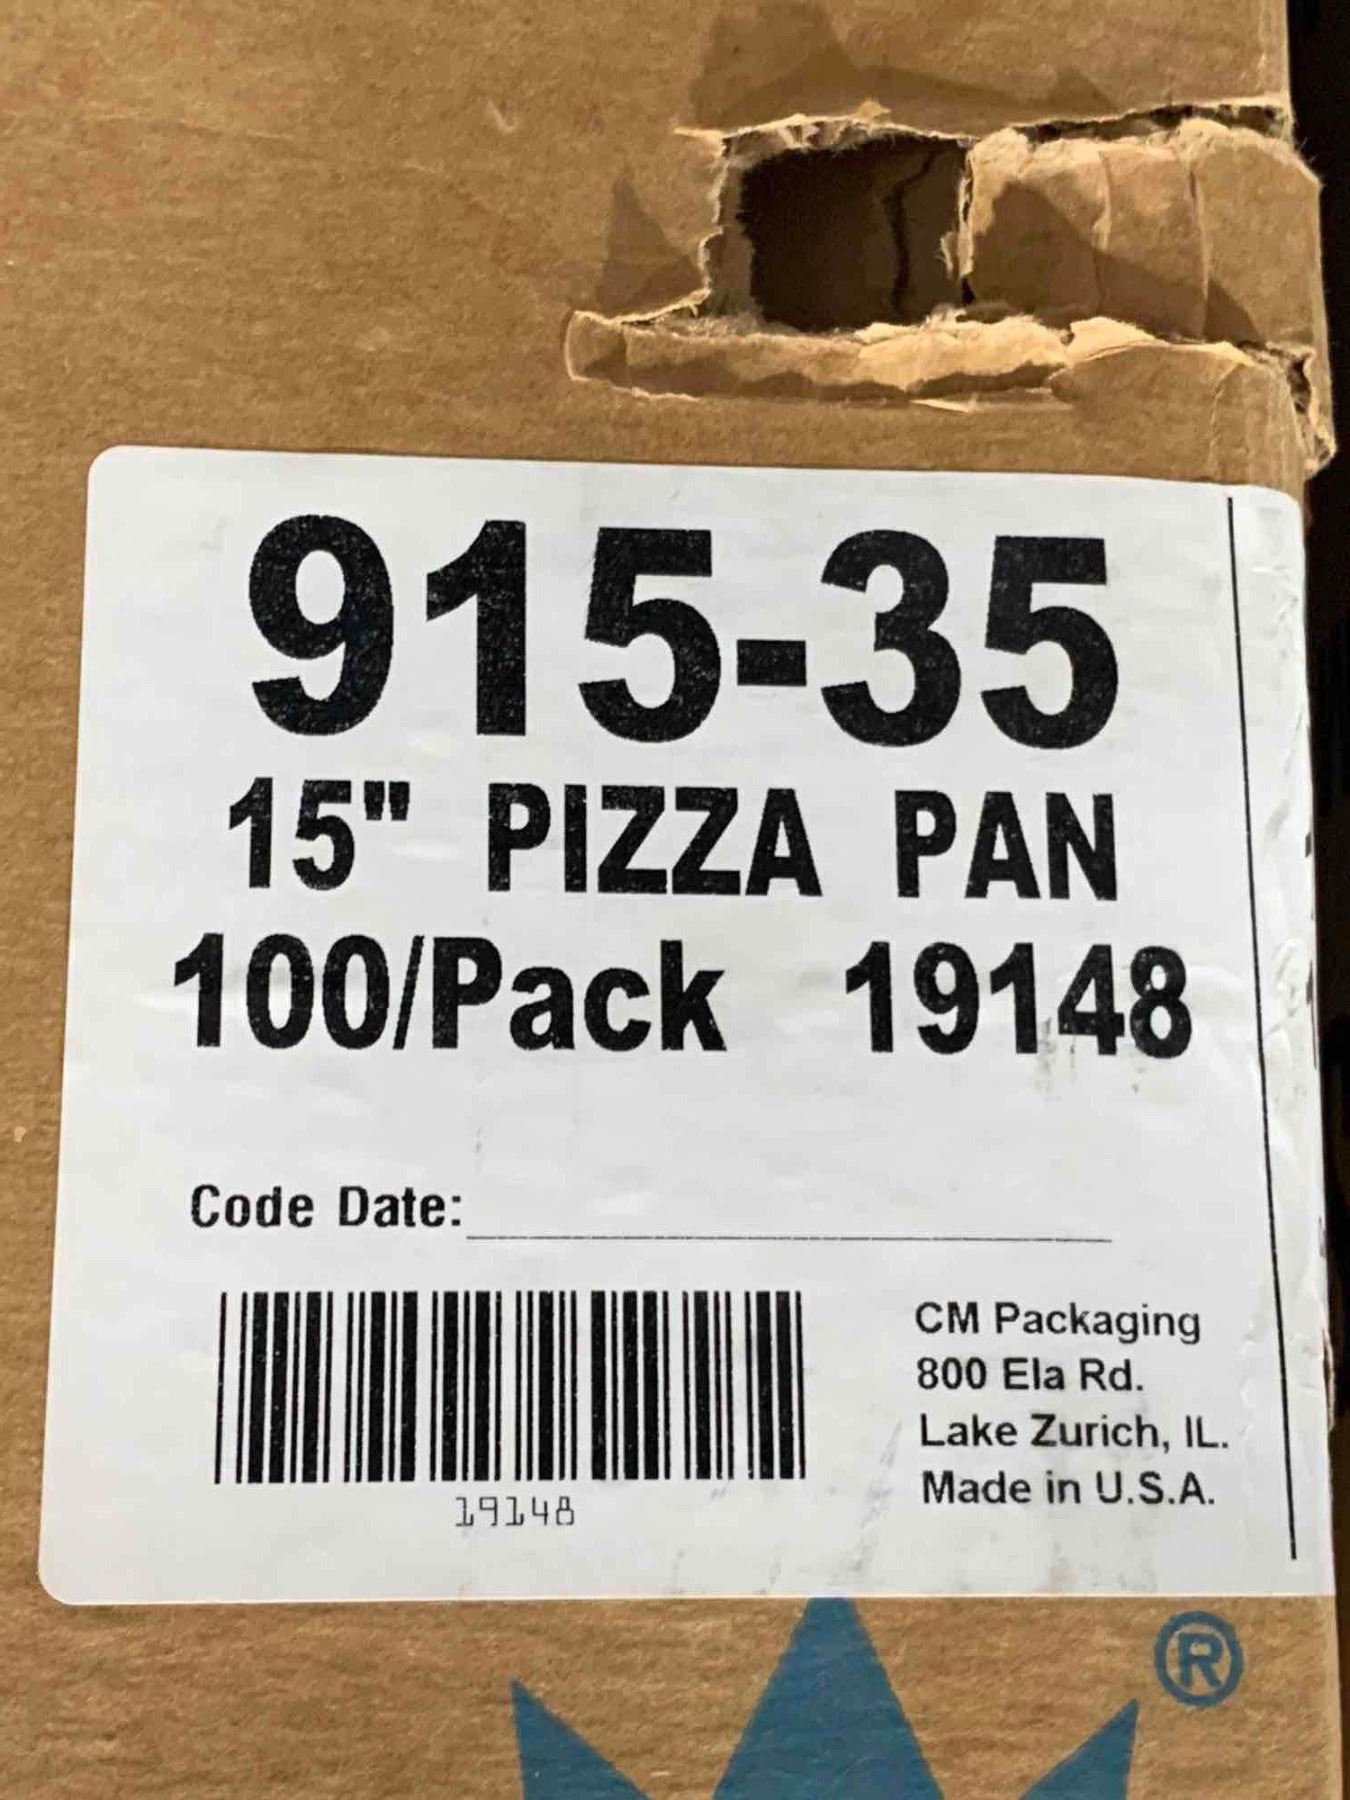 915-35
15" PIZZA PAN
100/Pack 19148
Code Date:
19148
CM Packaging
800 Ela Rd.
Lake Zurich, IL.
Made in U.S.A.
®